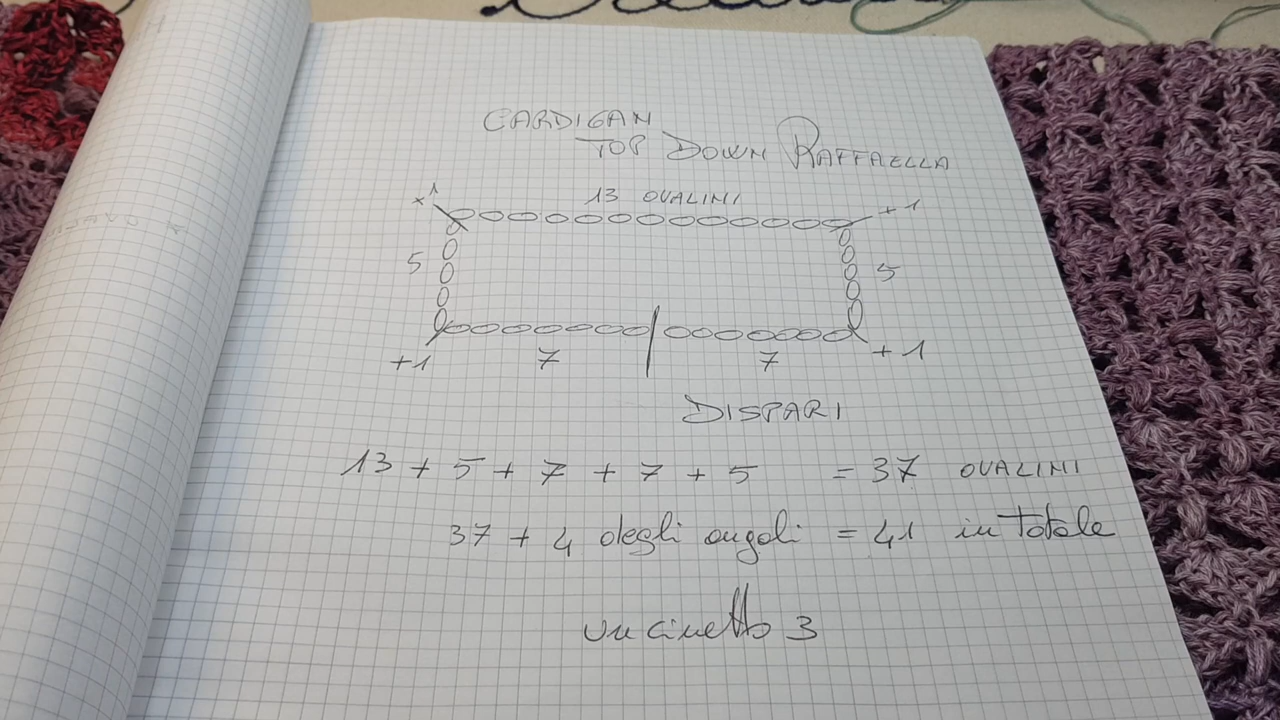 CARDIGAN
TOP DOWN RAFFAELLA
13 OVALINI
+1
+1
5
5
+1
7
7
+1
DISPARI
13 + 5 + 7 + 7 + 5 = 37 OVALINI
37 + 4 degli angoli = 41 in totale
uncinetto 3